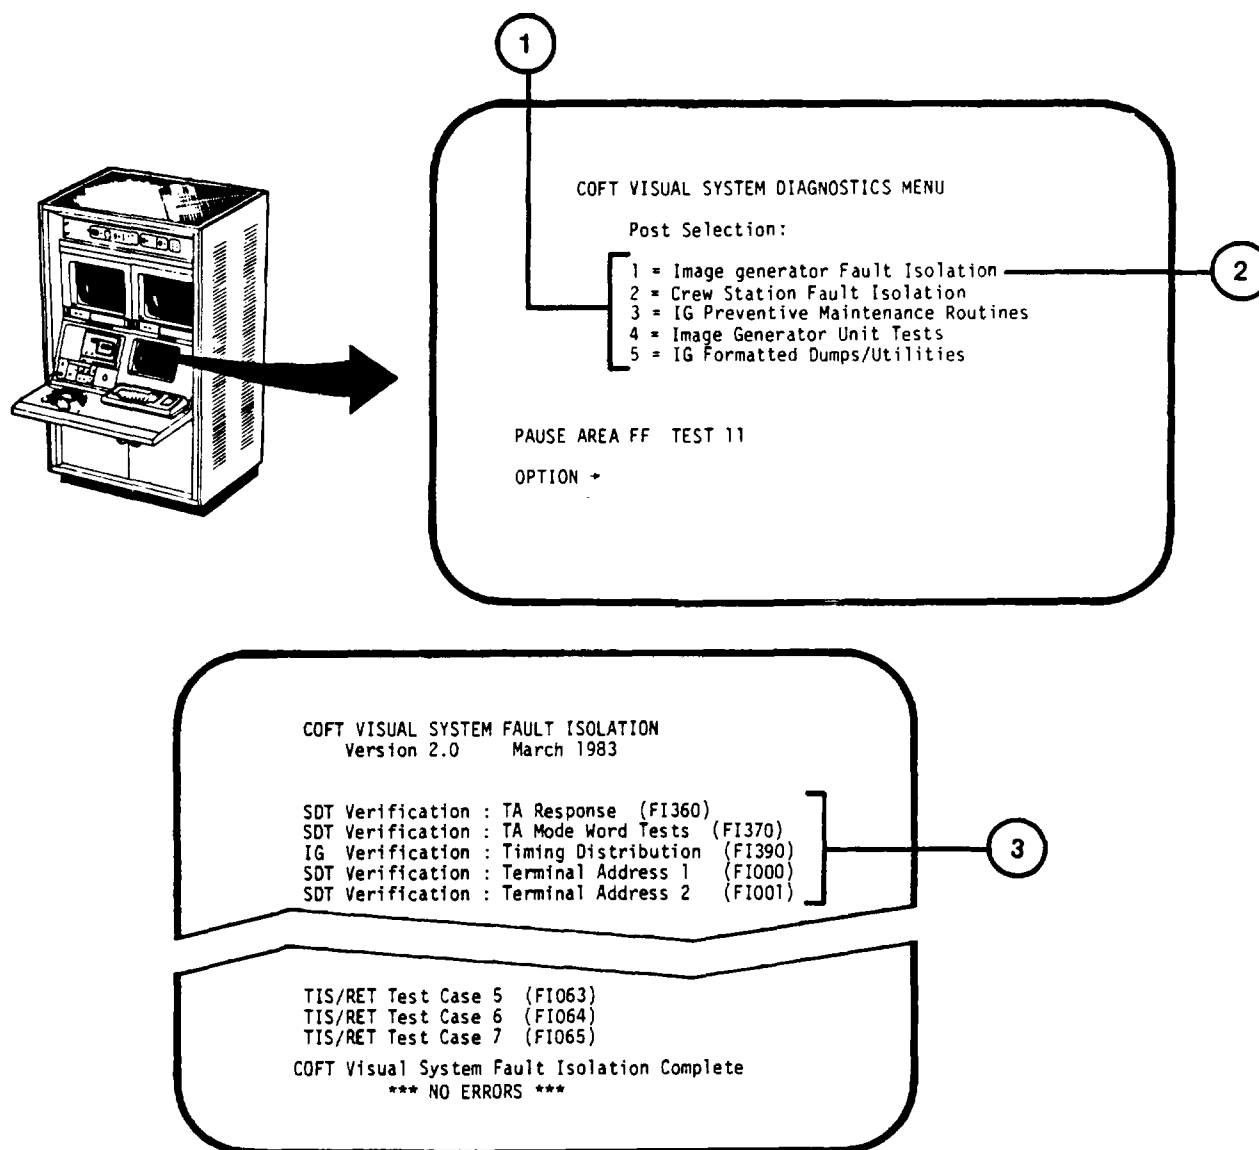 1
COFT VISUAL SYSTEM DIAGNOSTICS MENU
Post Selection:
1 = Image generator Fault Isolation
2 = Crew Station Fault Isolation
3 = IG Preventive Maintenance Routines
4 = Image Generator Unit Tests
5 = IG Formatted Dumps/Utilities
2
PAUSE AREA FF TEST 11
OPTION →
COFT VISUAL SYSTEM FAULT ISOLATION
Version 2.0 March 1983
SDT Verification : TA Response (FI360)
SDT Verification : TA Mode Word Tests (FI370)
IG Verification : Timing Distribution (FI390)
SDT Verification : Terminal Address 1 (FI000)
SDT Verification : Terminal Address 2 (FI001)
3
TIS/RET Test Case 5 (FI063)
TIS/RET Test Case 6 (FI064)
TIS/RET Test Case 7 (FI065)
COFT Visual System Fault Isolation Complete
*** NO ERRORS ***